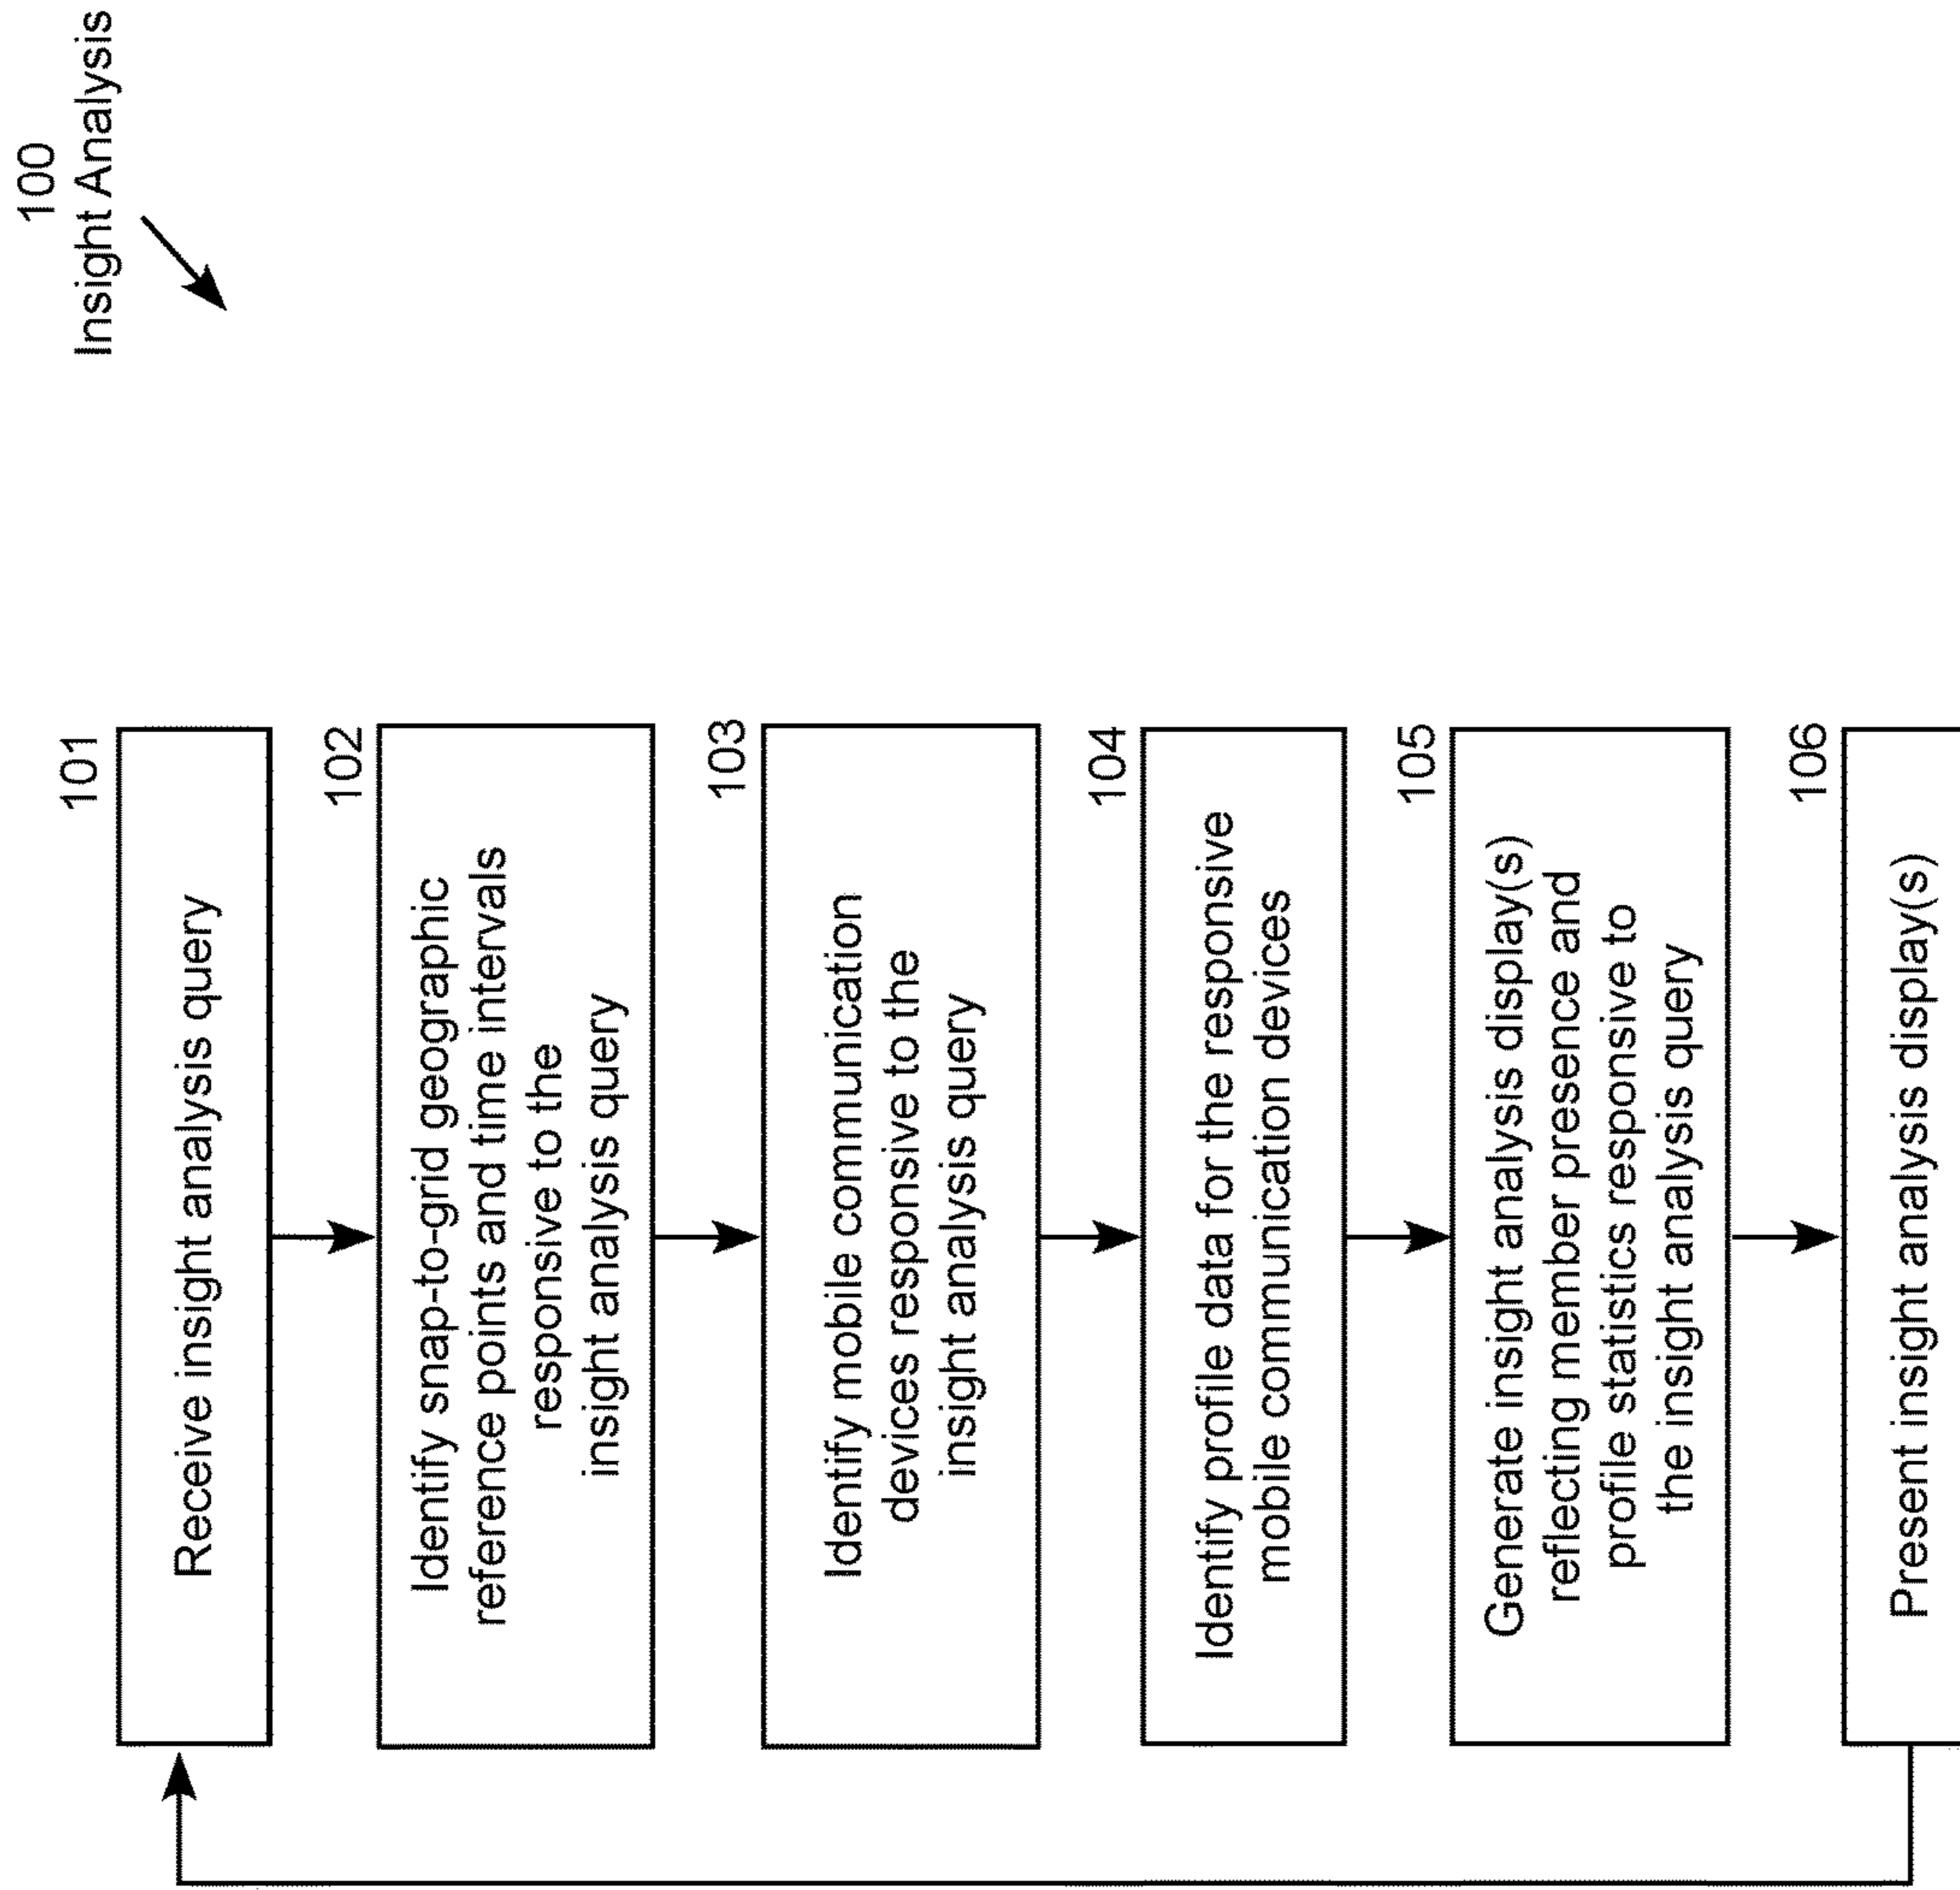 100
Insight Analysis
101
Receive insight analysis query
102
Identify snap-to-grid geographic
reference points and time intervals
responsive to the
insight analysis query
103
Identify mobile communication
devices responsive to the
insight analysis query
104
Identify profile data for the responsive
mobile communication devices
105
Generate insight analysis display(s)
reflecting member presence and
profile statistics responsive to
the insight analysis query
106
Present insight analysis display(s)